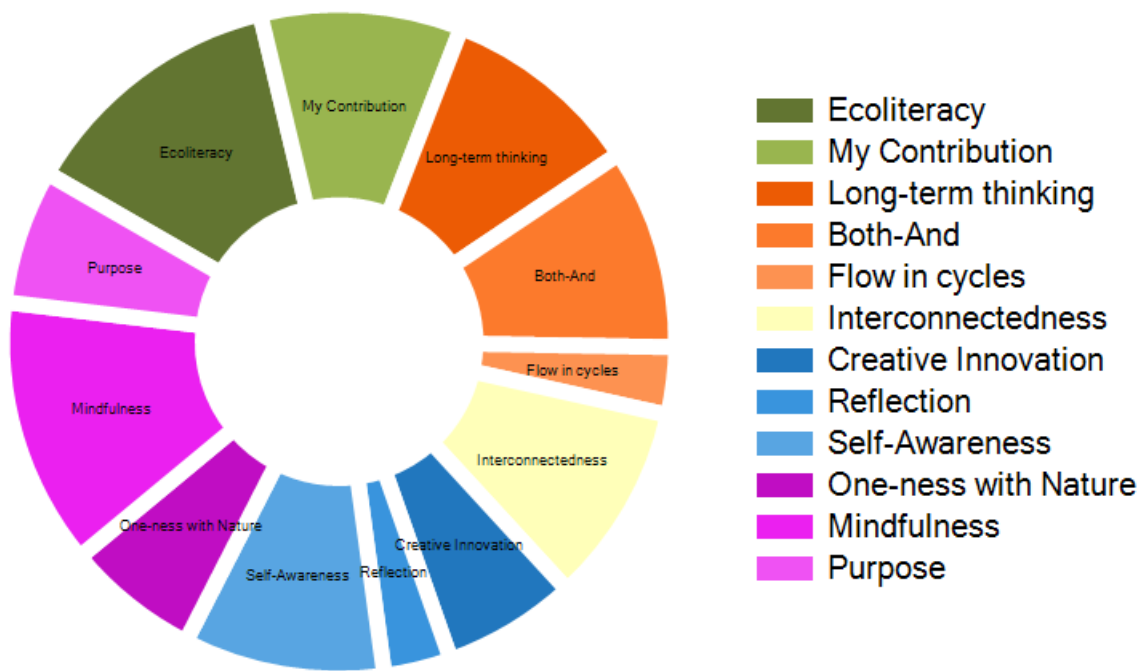 My Contribution
Ecoliteracy
Long-term thinking
Purpose
Both-And
Flow in cycles
Mindfulness
Interconnectedness
One-ness with Nature
Creative Innovation
Self-Awareness
Reflection
Ecoliteracy
My Contribution
Long-term thinking
Both-And
Flow in cycles
Interconnectedness
Creative Innovation
Reflection
Self-Awareness
One-ness with Nature
Mindfulness
Purpose